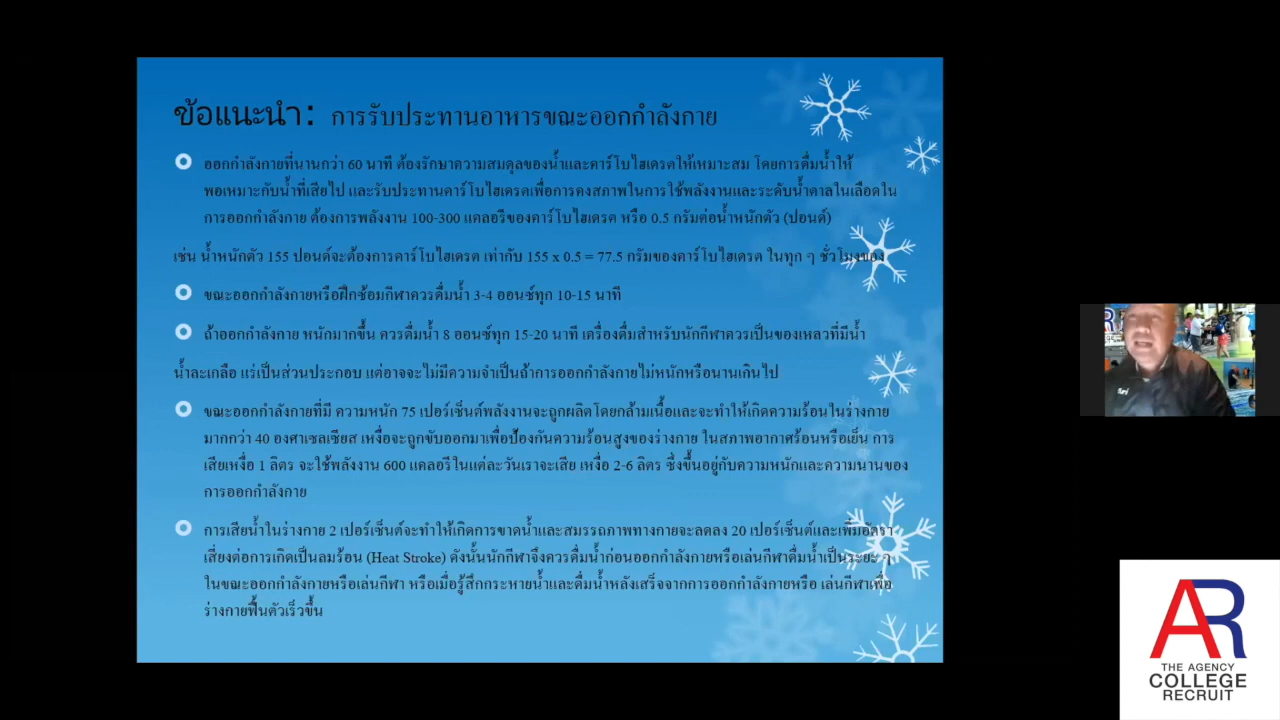 ข้อแนะนำ: การรับประทานอาหารขณะออกกำลังกาย
ออกกำลังกายที่นานกว่า 60 นาที ต้องรักษาความสมดุลของน้ำและคาร์โบไฮเดรตให้เหมาะสม โดยการดื่มน้ำให้
พอเหมาะกับน้ำที่เสียไป และรับประทานคาร์โบไฮเดรตเพื่อการคงสภาพในการใช้พลังงานและระดับน้ำตาลในเลือดใน
การออกกำลังกาย ต้องการพลังงาน 100-300 แคลอรีของคาร์โบไฮเดรต หรือ 0.5 กรัมต่อน้ำหนักตัว (ปอนด์)
เช่น น้ำหนักตัว 155 ปอนด์จะต้องการคาร์โบไฮเดรต เท่ากับ 155 x 0.5 = 77.5 กรัมของคาร์โบไฮเดรต ในทุก ๆ ชั่วโมงของ
ขณะออกกำลังกายหรือฝึกซ้อมกีฬาควรดื่มน้ำ 3-4 ออนซ์ทุก 10-15 นาที
ถ้าออกกำลังกาย หนักมากขึ้น ควรดื่มน้ำ 8 ออนซ์ทุก 15-20 นาที เครื่องดื่มสำหรับนักกีฬาควรเป็นของเหลวที่มีน้ำ
น้ำละเกลือ แร่เป็นส่วนประกอบ แต่อาจจะไม่มีความจำเป็นถ้าการออกกำลังกายไม่หนักหรือนานเกินไป
ขณะออกกำลังกายที่มี ความหนัก 75 เปอร์เซ็นต์พลังงานจะถูกผลิตโดยกล้ามเนื้อและจะทำให้เกิดความร้อนในร่างกาย
มากกว่า 40 องศาเซลเซียส เหงื่อจะถูกขับออกมาเพื่อป้องกันความร้อนสูงของร่างกาย ในสภาพอากาศร้อนหรือเย็น การ
เสียเหงื่อ 1 ลิตร จะใช้พลังงาน 600 แคลอรีในแต่ละวันเราจะเสีย เหงื่อ 2-6 ลิตร ซึ่งขึ้นอยู่กับความหนักและความนานของ
การออกกำลังกาย
การเสียน้ำในร่างกาย 2 เปอร์เซ็นต์จะทำให้เกิดการขาดน้ำและสมรรถภาพทางกายจะลดลง 20 เปอร์เซ็นต์และเพิ่มอัตรา
เสี่ยงต่อการเกิดเป็นลมร้อน (Heat Stroke) ดังนั้นนักกีฬาจึงควรดื่มน้ำก่อนออกกำลังกายหรือเล่นกีฬาดื่มน้ำเป็นระยะ ๆ
ในขณะออกกำลังกายหรือเล่นกีฬา หรือเมื่อรู้สึกกระหายน้ำและดื่มน้ำหลังเสร็จจากการออกกำลังกายหรือ เล่นกีฬาเพื่อ
ร่างกายฟื้นตัวเร็วขึ้น
AR
THE AGENCY
COLLEGE
RECRUIT